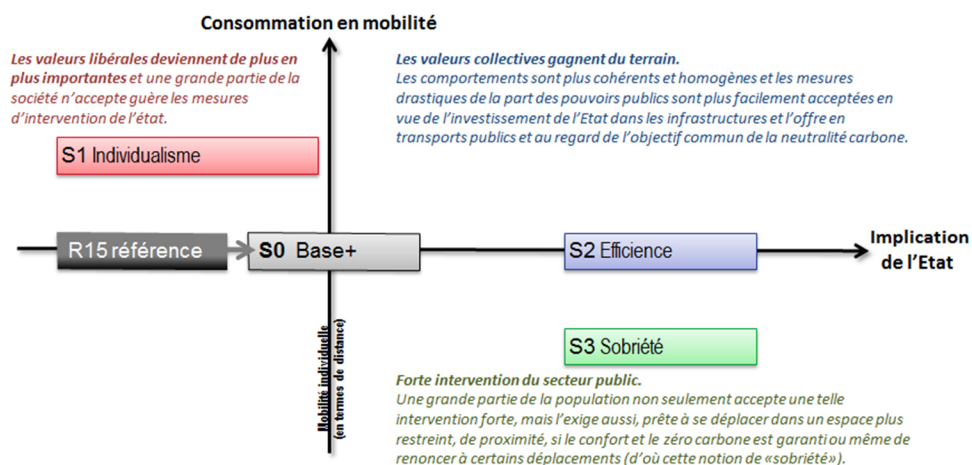 Consommation en mobilité
Les valeurs libérales deviennent de plus en
plus importantes et une grande partie de la
société n'accepte guère les mesures
d'intervention de l'état.
Les valeurs collectives gagnent du terrain.
Les comportements sont plus cohérents et homogènes et les mesures
drastiques de la part des pouvoirs publics sont plus facilement acceptées en
vue de l'investissement de l'Etat dans les infrastructures et l'offre en
transports publics et au regard de l'objectif commun de la neutralité carbone.
S1 Individualisme
R15 référence
S0 Base+
S2 Efficience
Implication
de l'Etat
S3 Sobriété
Mobilité individuelle
(en termes de distance)
Forte intervention du secteur public.
Une grande partie de la population non seulement accepte une telle
intervention forte, mais l'exige aussi, prête à se déplacer dans un espace plus
restreint, de proximité, si le confort et le zéro carbone est garanti ou même de
renoncer à certains déplacements (d'où cette notion de «sobriété»).